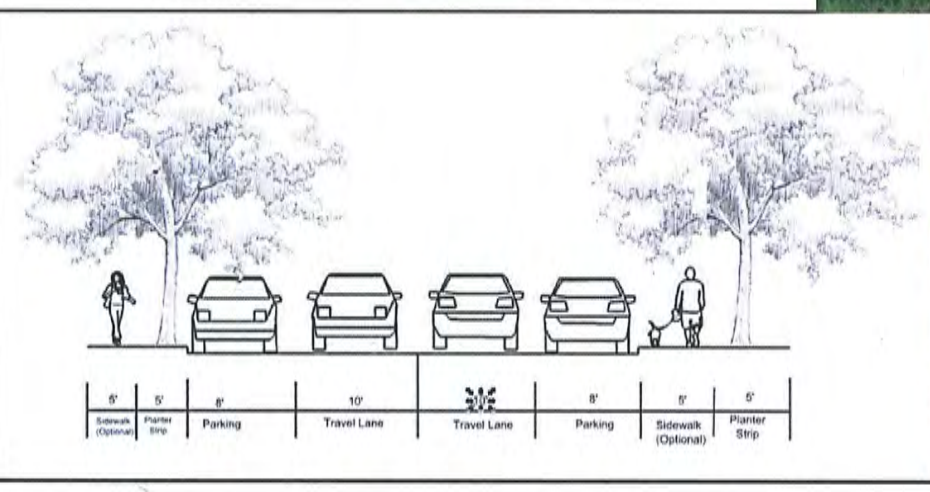 5' 5' 8' 10' 10' 8' 5' 5'
Sidewalk (Optional)
Planter Strip
Parking
Travel Lane
Travel Lane
Parking
Sidewalk (Optional)
Planter Strip